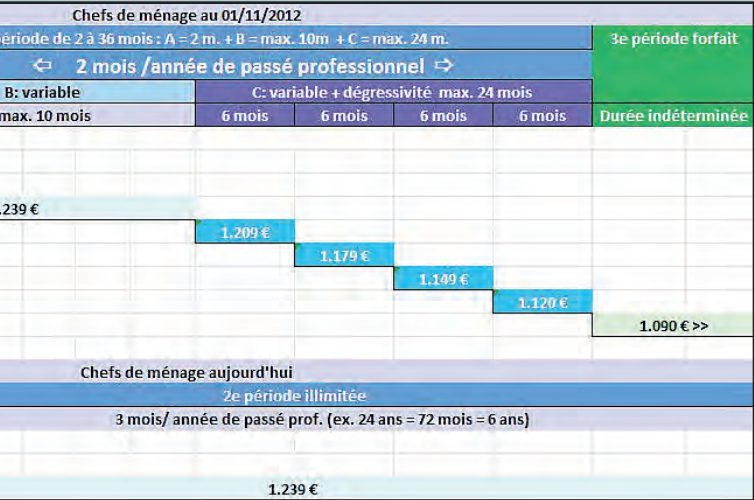 Chefs de ménage au 01/11/2012
ériode de 2 à 36 mois : A = 2 m. + B = max. 10m + C = max. 24 m. 3e période forfait
⇦ 2 mois /année de passé professionnel ⇨
B: variable C: variable + dégressivité max. 24 mois
max. 10 mois 6 mois 6 mois 6 mois 6 mois Durée indéterminée
.239 €
1.209 €
1.179 €
1.149 €
1.120 €
1.090 € >>
Chefs de ménage aujourd'hui
2e période illimitée
3 mois/ année de passé prof. (ex. 24 ans = 72 mois = 6 ans)
1.239 €